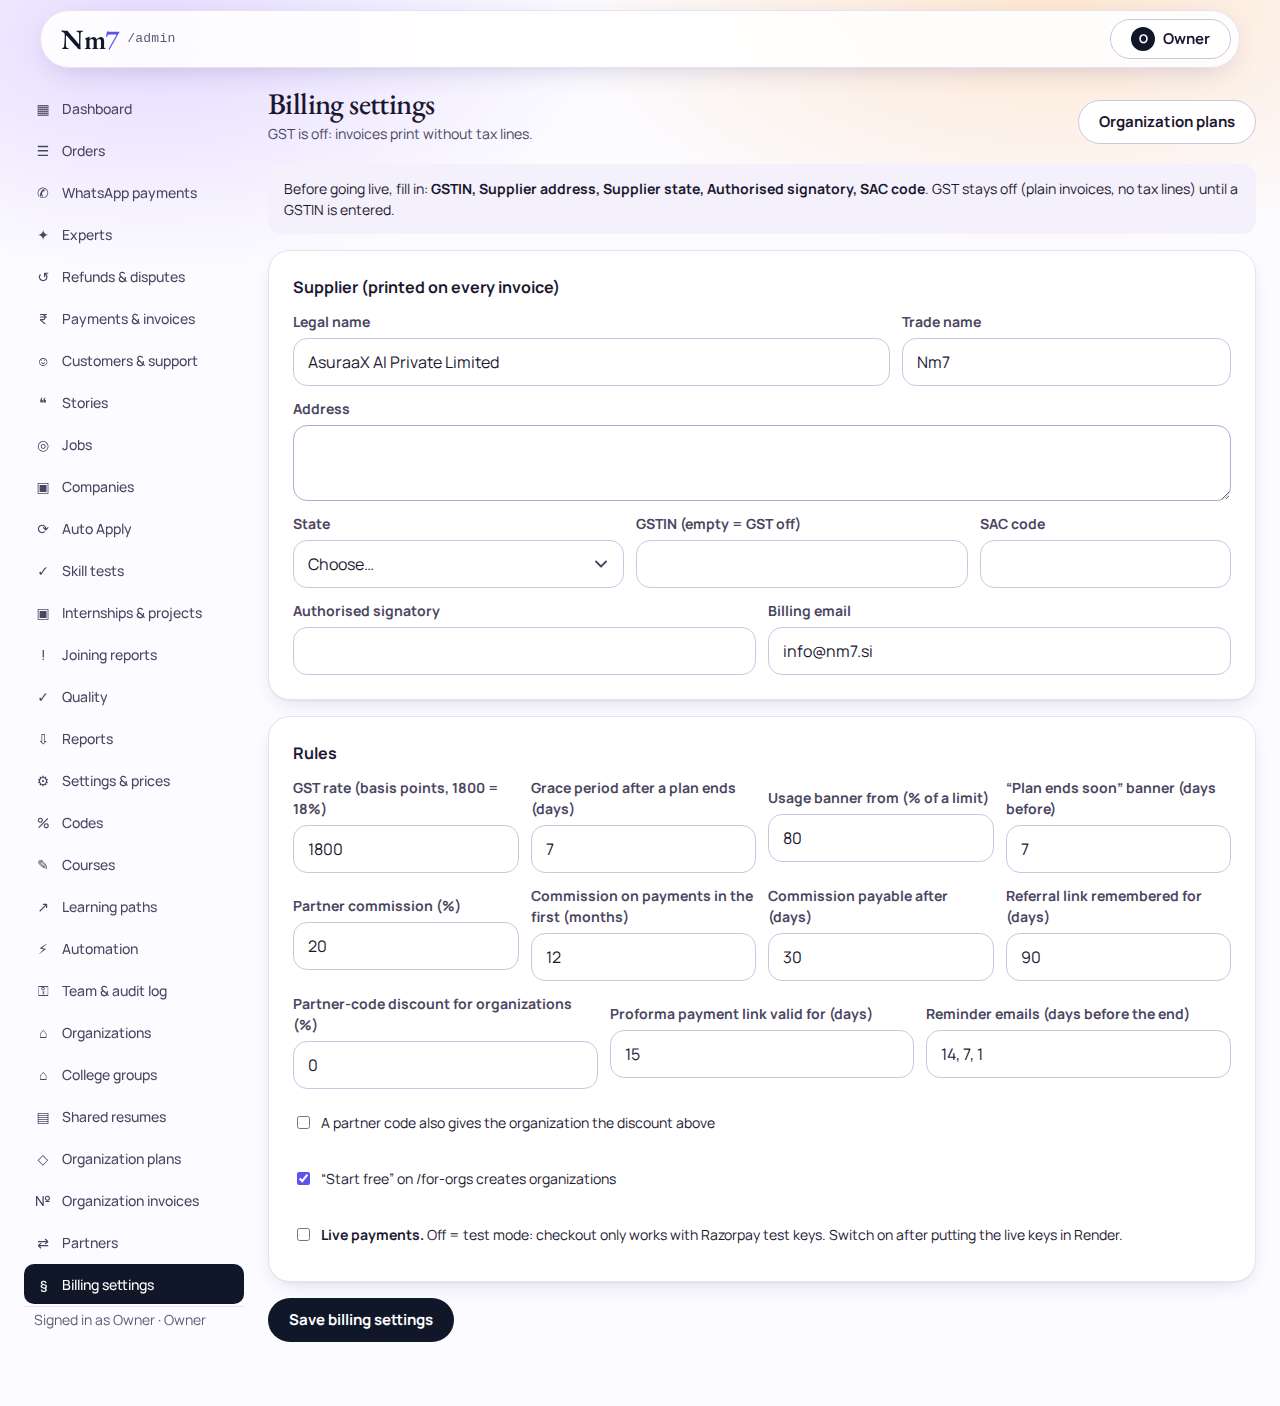 Nm7 /admin
O Owner
Dashboard
Orders
WhatsApp payments
Experts
Refunds & disputes
₹ Payments & invoices
Customers & support
❝ Stories
Jobs
Companies
Auto Apply
✓ Skill tests
Internships & projects
! Joining reports
✓ Quality
Reports
Settings & prices
% Codes
Courses
Learning paths
Automation
Team & audit log
Organizations
College groups
Shared resumes
Organization plans
№ Organization invoices
Partners
§ Billing settings
Signed in as Owner · Owner
Billing settings
GST is off: invoices print without tax lines.
Organization plans
Before going live, fill in: GSTIN, Supplier address, Supplier state, Authorised signatory, SAC code. GST stays off (plain invoices, no tax lines) until a
GSTIN is entered.
Supplier (printed on every invoice)
Legal name
Trade name
AsuraaX AI Private Limited
Nm7
Address
State
GSTIN (empty = GST off)
SAC code
Choose...
Authorised signatory
Billing email
info@nm7.si
Rules
GST rate (basis points, 1800 =
18%)
1800
Grace period after a plan ends
(days)
7
Usage banner from (% of a limit)
80
“Plan ends soon” banner (days
before)
7
Partner commission (%)
20
Commission on payments in the
first (months)
12
Commission payable after
(days)
30
Referral link remembered for
(days)
90
Partner-code discount for organizations
(%)
0
Proforma payment link valid for (days)
15
Reminder emails (days before the end)
14, 7, 1
A partner code also gives the organization the discount above
“Start free” on /for-orgs creates organizations
Live payments. Off = test mode: checkout only works with Razorpay test keys. Switch on after putting the live keys in Render.
Save billing settings